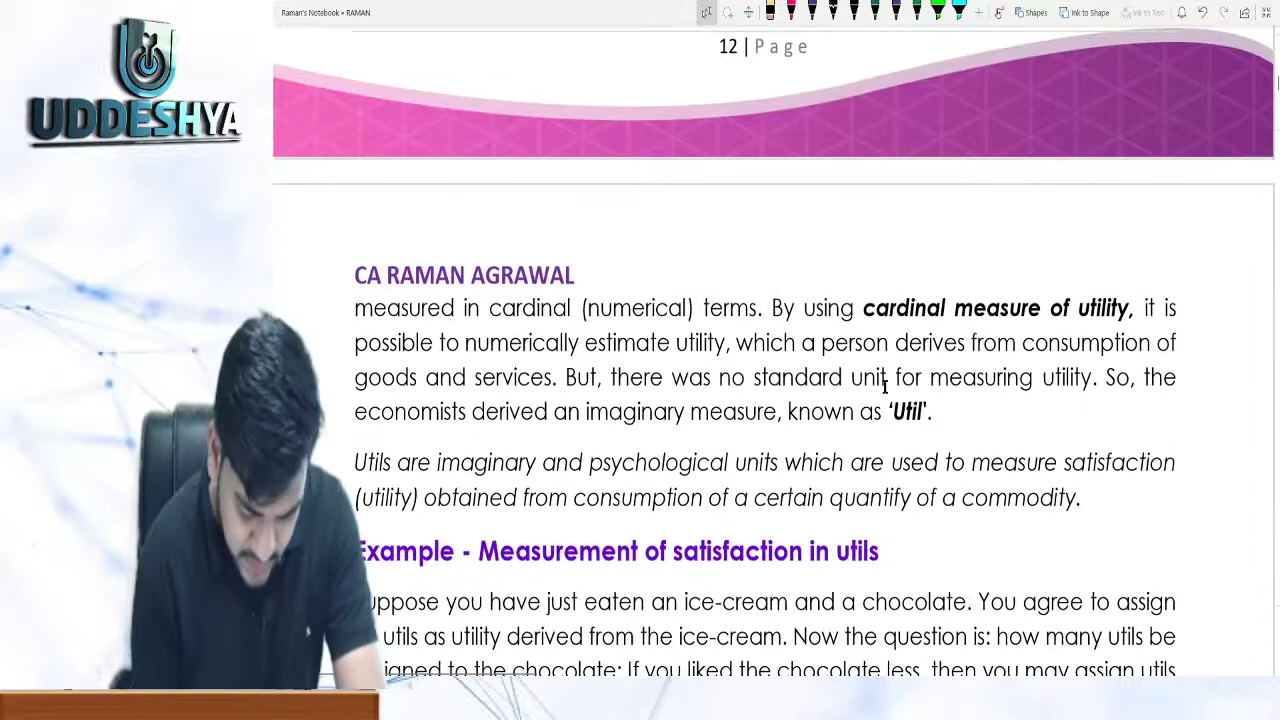 Raman's Notebook » RAMAN
Shapes
Ink to Shape
Ink to Text
UDDESHYA
12 | Page
CA RAMAN AGRAWAL
measured in cardinal (numerical) terms. By using cardinal measure of utility, it is
possible to numerically estimate utility, which a person derives from consumption of
goods and services. But, there was no standard unit for measuring utility. So, the
economists derived an imaginary measure, known as ‘Util'.
Utils are imaginary and psychological units which are used to measure satisfaction
(utility) obtained from consumption of a certain quantify of a commodity.
Example - Measurement of satisfaction in utils
uppose you have just eaten an ice-cream and a chocolate. You agree to assign
utils as utility derived from the ice-cream. Now the question is: how many utils be
igned to the chocolate: If you liked the chocolate less, then you may assign utils